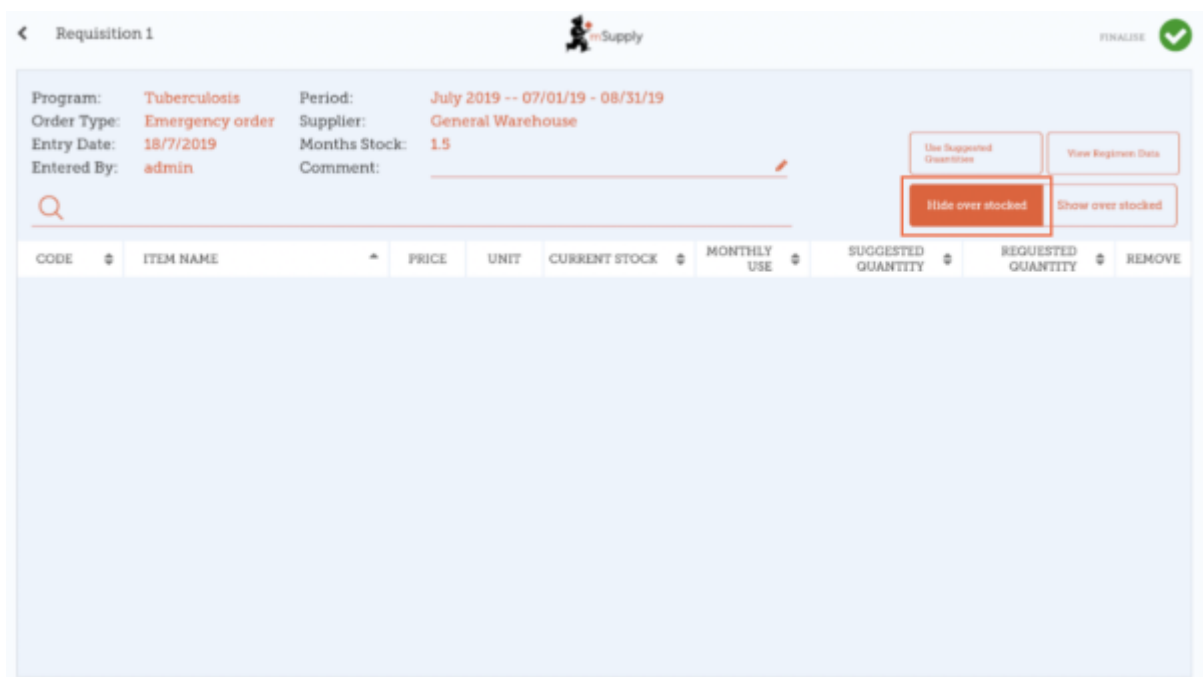 Requisition 1
mSupply
FINALISE
Program: Tuberculosis Period: July 2019 -- 07/01/19 - 08/31/19
Order Type: Emergency order Supplier: General Warehouse
Entry Date: 18/7/2019 Months Stock: 1.5
Entered By: admin Comment:
Use Suggested
Quantities
View Regimen Data
Hide over stocked Show over stocked
CODE ITEM NAME PRICE UNIT CURRENT STOCK MONTHLY USE SUGGESTED QUANTITY REQUESTED QUANTITY REMOVE